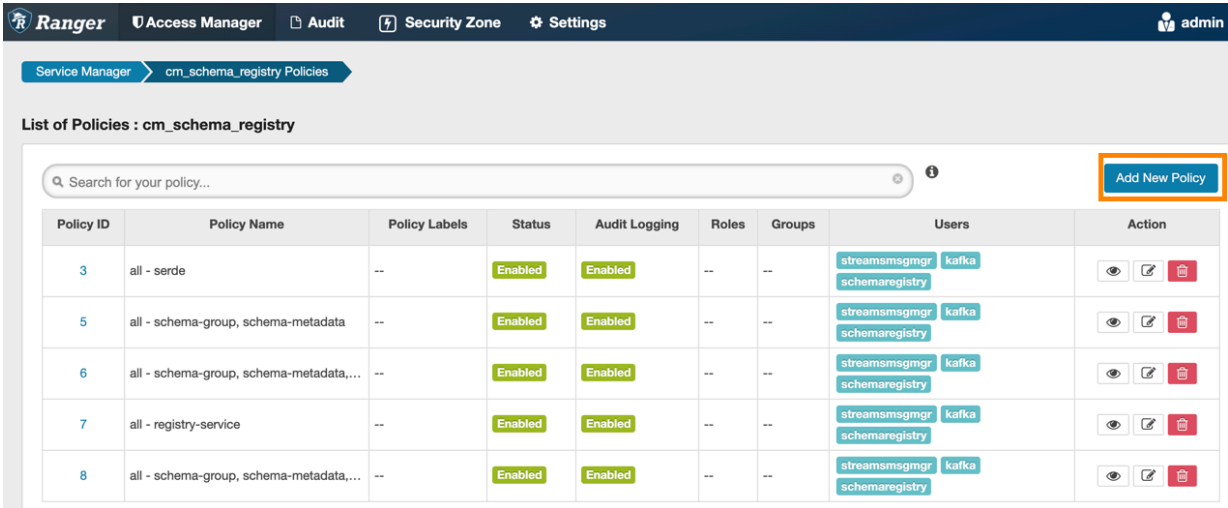 Ranger Access Manager Audit Security Zone Settings admin
Service Manager cm_schema_registry Policies
List of Policies : cm_schema_registry
Search for your policy... Add New Policy
Policy ID Policy Name Policy Labels Status Audit Logging Roles Groups Users Action
3 all - serde -- Enabled Enabled -- -- streamsmsgmgr kafka
schemaregistry
5 all - schema-group, schema-metadata -- Enabled Enabled -- -- streamsmsgmgr kafka
schemaregistry
6 all - schema-group, schema-metadata,... -- Enabled Enabled -- -- streamsmsgmgr kafka
schemaregistry
7 all - registry-service -- Enabled Enabled -- -- streamsmsgmgr kafka
schemaregistry
8 all - schema-group, schema-metadata,... -- Enabled Enabled -- -- streamsmsgmgr kafka
schemaregistry